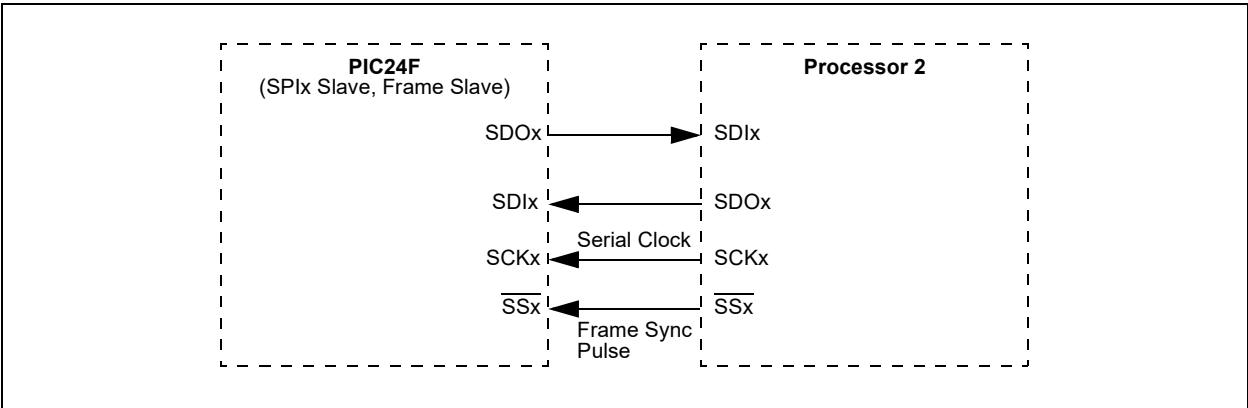 PIC24F
(SPIx Slave, Frame Slave)
Processor 2
SDOx
SDIx
SDIx
SDOx
Serial Clock
SCKx
SCKx
SSx
SSx
Frame Sync
Pulse